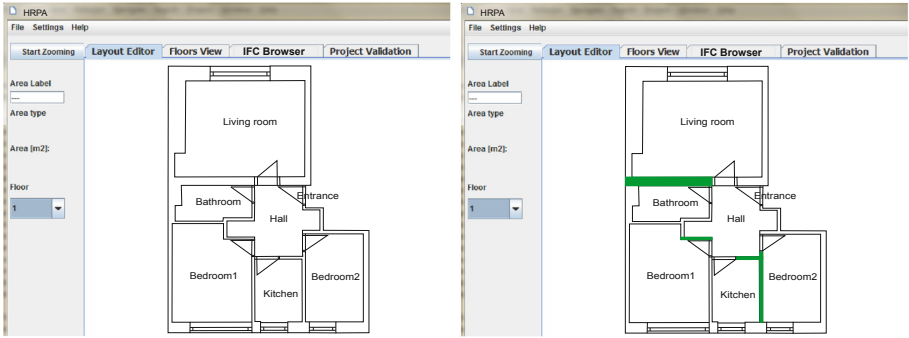 HRPA
File Settings Help
Start Zooming Layout Editor Floors View IFC Browser Project Validation
Area Label
---
Area type
Area [m2]:
Floor
1
Living room
Bathroom
Entrance
Hall
Bedroom1
Bedroom2
Kitchen
HRPA
File Settings Help
Start Zooming Layout Editor Floors View IFC Browser Project Validation
Area Label
---
Area type
Area [m2]:
Floor
1
Living room
Bathroom
Entrance
Hall
Bedroom1
Bedroom2
Kitchen